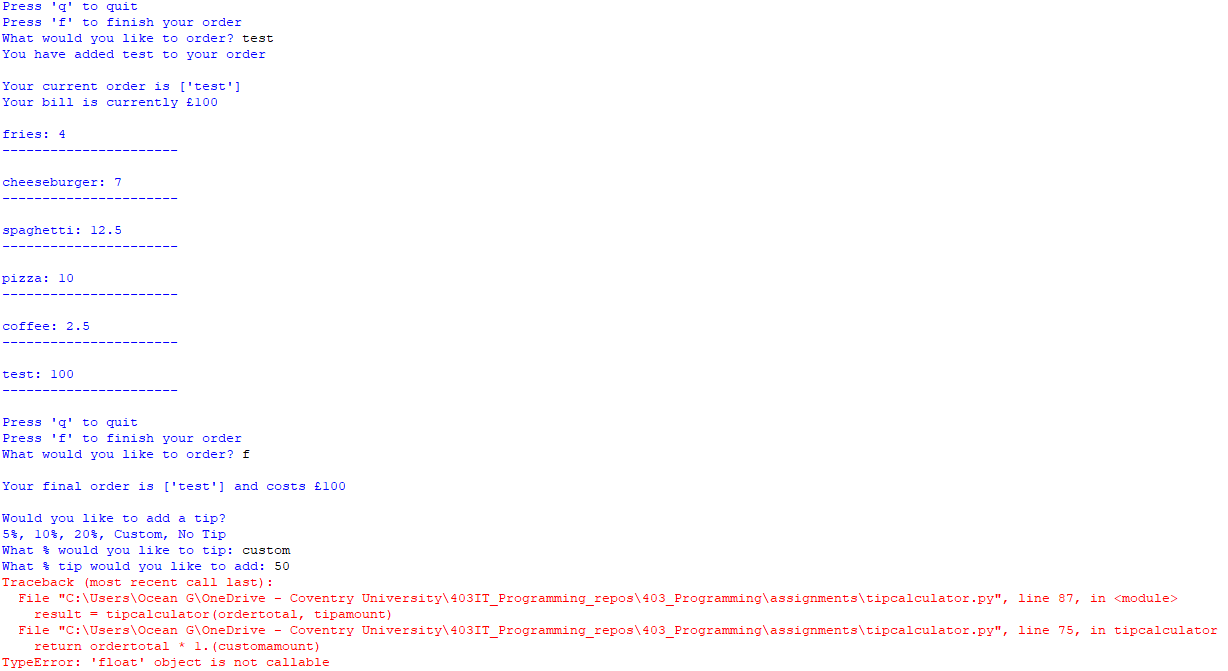 Press 'q' to quit
Press 'f' to finish your order
What would you like to order? test
You have added test to your order
Your current order is ['test']
Your bill is currently £100
fries: 4
----------------------
cheeseburger: 7
----------------------
spaghetti: 12.5
----------------------
pizza: 10
----------------------
coffee: 2.5
----------------------
test: 100
----------------------
Press 'q' to quit
Press 'f' to finish your order
What would you like to order? f
Your final order is ['test'] and costs £100
Would you like to add a tip?
5%, 10%, 20%, Custom, No Tip
What % would you like to tip: custom
What % tip would you like to add: 50
Traceback (most recent call last):
  File "C:\Users\Ocean G\OneDrive - Coventry University\403IT_Programming_repos\403_Programming\assignments\tipcalculator.py", line 87, in <module>
    result = tipcalculator(ordertotal, tipamount)
  File "C:\Users\Ocean G\OneDrive - Coventry University\403IT_Programming_repos\403_Programming\assignments\tipcalculator.py", line 75, in tipcalculator
    return ordertotal * 1.(customamount)
TypeError: 'float' object is not callable